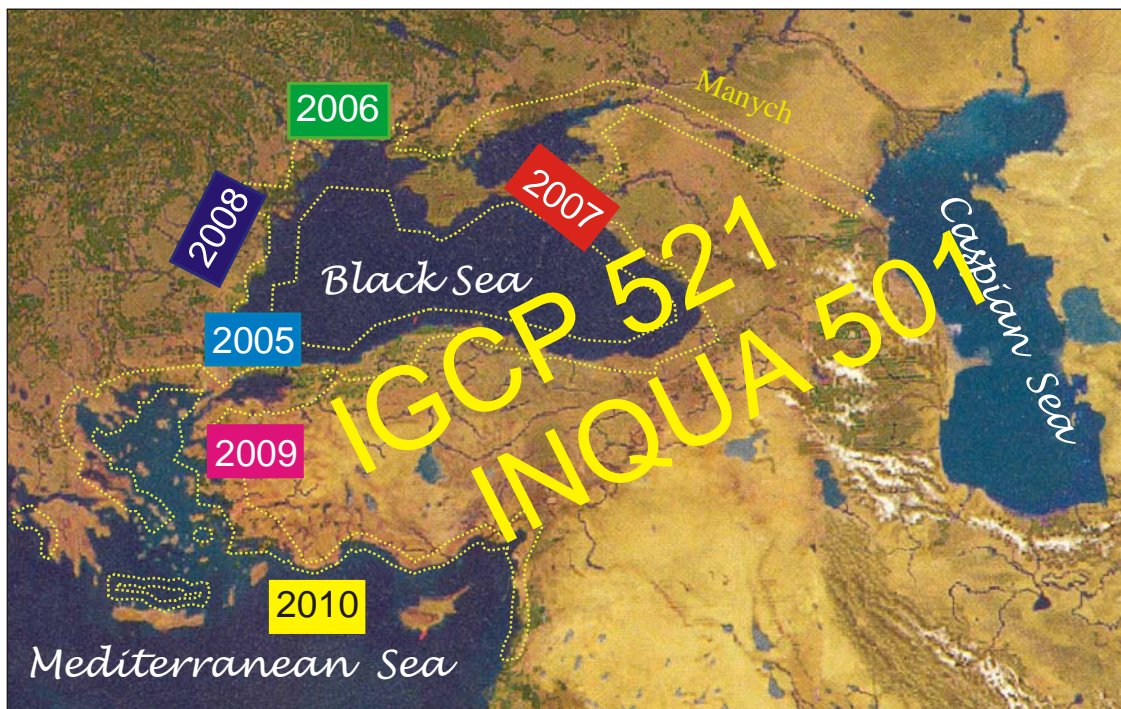 2006
Manych
2008
2007
Caspian Sea
Black Sea
IGCP 521
INQUA 501
2005
2009
2010
Mediterranean Sea